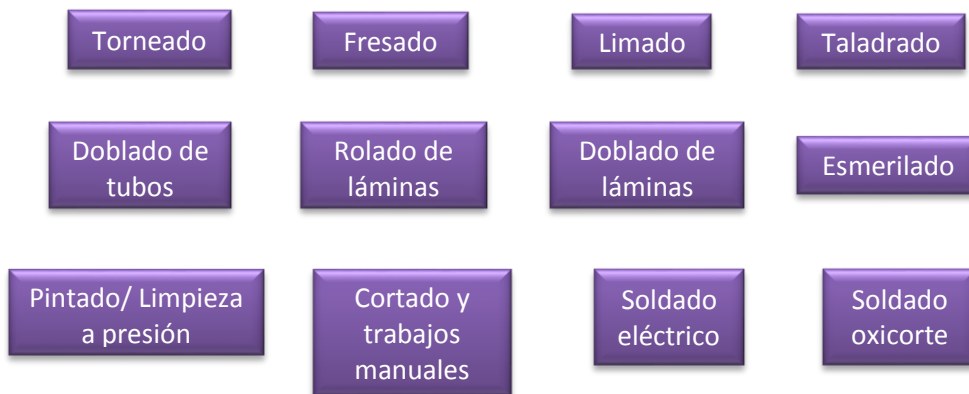 Torneado
Fresado
Limado
Taladrado
Doblado de
tubos
Rolado de
láminas
Doblado de
láminas
Esmerilado
Pintado/ Limpieza
a presión
Cortado y
trabajos
manuales
Soldado
eléctrico
Soldado
oxicorte